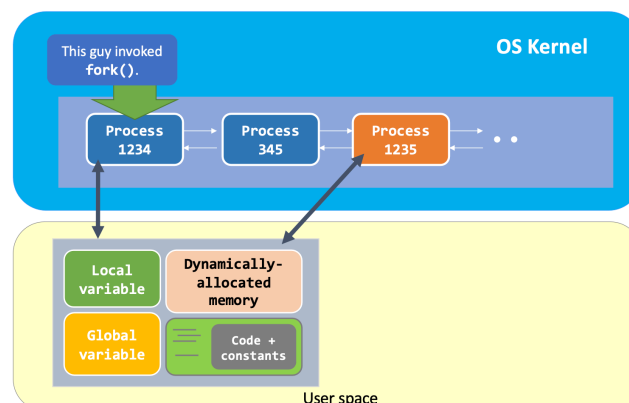 OS Kernel
This guy invoked
fork().
Process
1234
Process
345
Process
1235
Local
variable
Dynamically-
allocated
memory
Global
variable
Code +
constants
User space